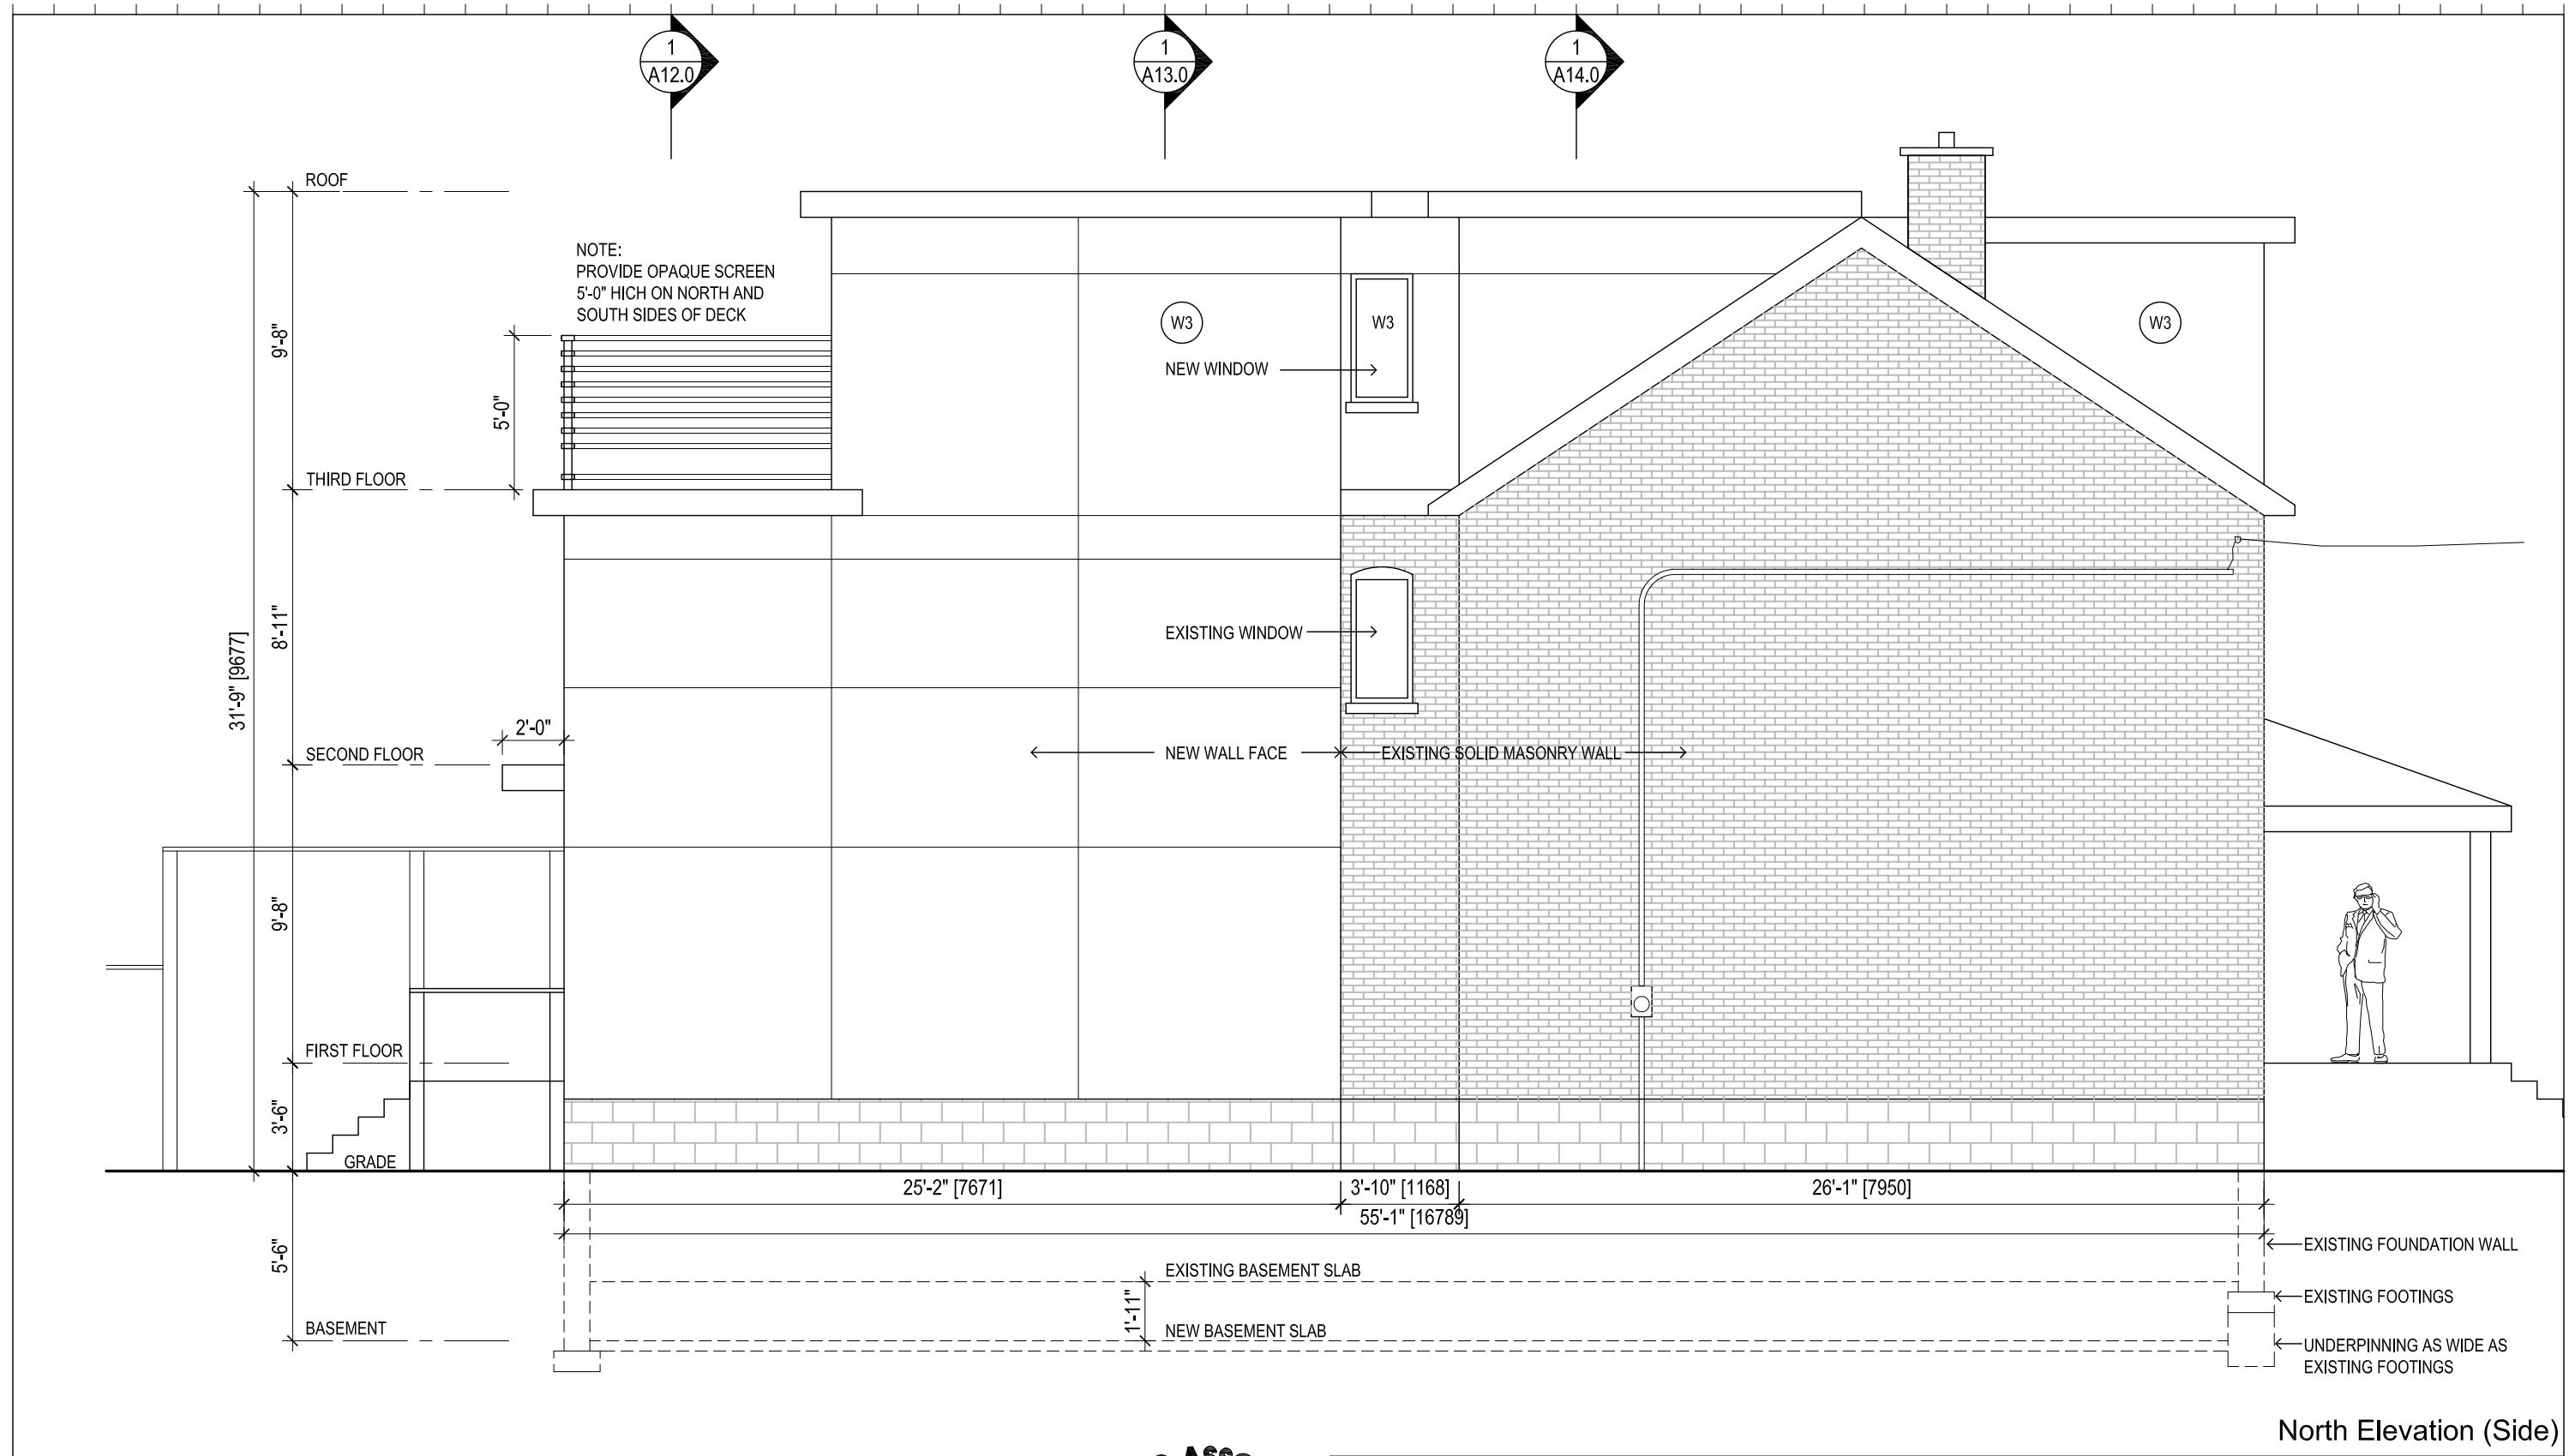 1
A12.0
1
A13.0
1
A14.0
ROOF
NOTE:
PROVIDE OPAQUE SCREEN
5'-0" HICH ON NORTH AND
SOUTH SIDES OF DECK
W3
W3
W3
9'-8"
NEW WINDOW
5'-0"
THIRD FLOOR
8'-11"
EXISTING WINDOW
31'-9" [9677]
2'-0"
SECOND FLOOR
NEW WALL FACE
EXISTING SOLID MASONRY WALL
9'-8"
FIRST FLOOR
3'-6"
GRADE
25'-2" [7671]
3'-10" [1168]
26'-1" [7950]
55'-1" [16789]
5'-6"
EXISTING FOUNDATION WALL
EXISTING BASEMENT SLAB
1'-11"
EXISTING FOOTINGS
BASEMENT
NEW BASEMENT SLAB
UNDERPINNING AS WIDE AS
EXISTING FOOTINGS
North Elevation (Side)